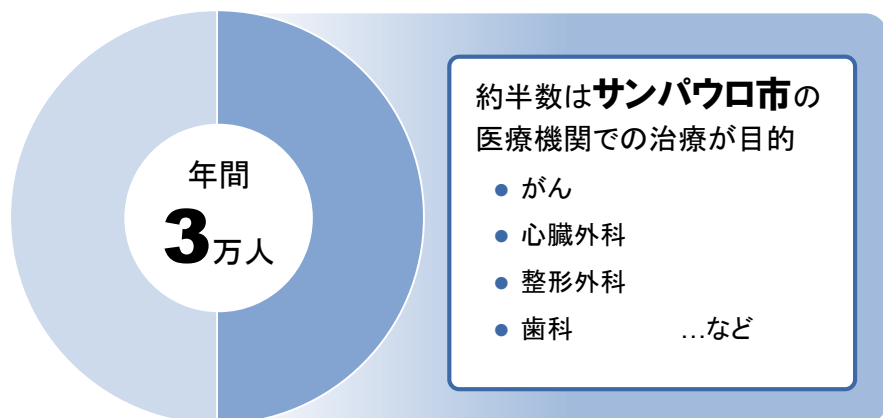 年間
3万人
約半数はサンパウロ市の
医療機関での治療が目的
● がん
● 心臓外科
● 整形外科
● 歯科 …など